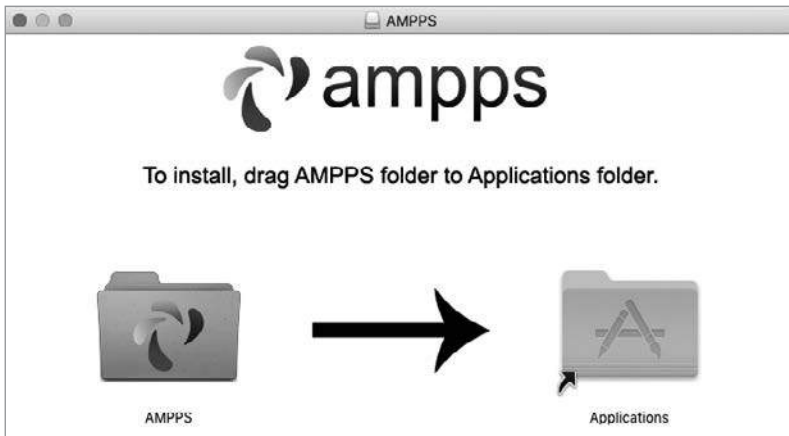 AMPPS
ampps
To install, drag AMPPS folder to Applications folder.
AMPPS
Applications